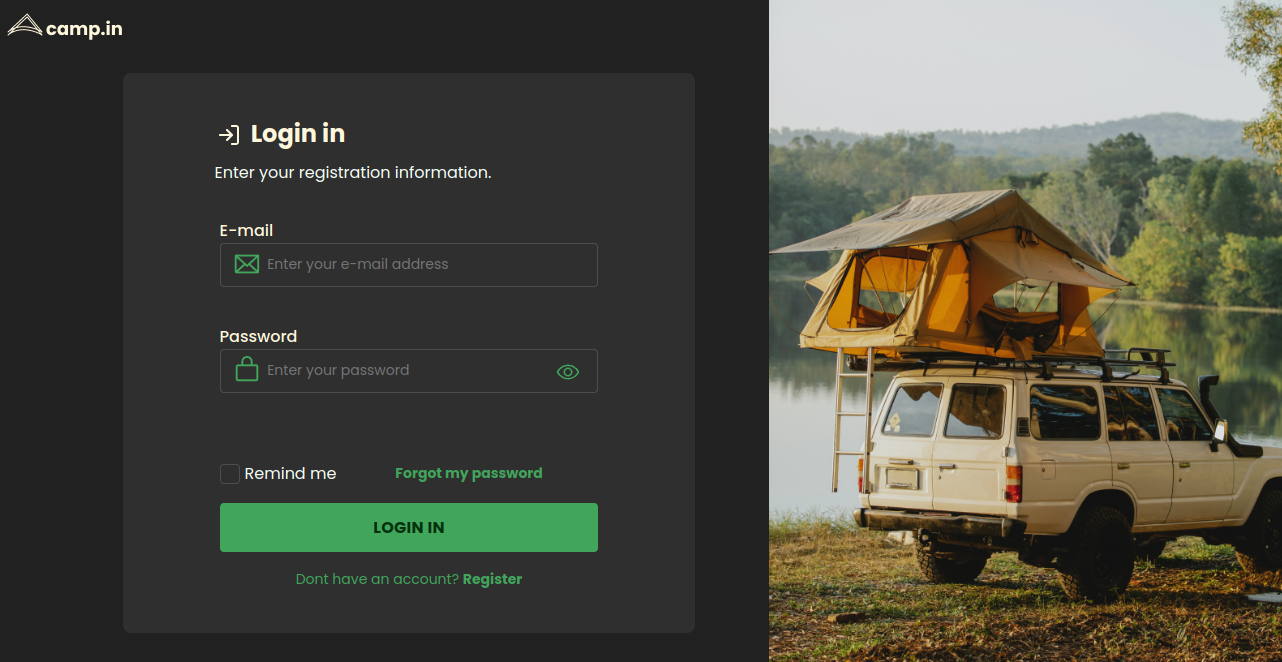 camp.in
Login in
Enter your registration information.
E-mail
Enter your e-mail address
Password
Enter your password
Remind me
Forgot my password
LOGIN IN
Dont have an account? Register